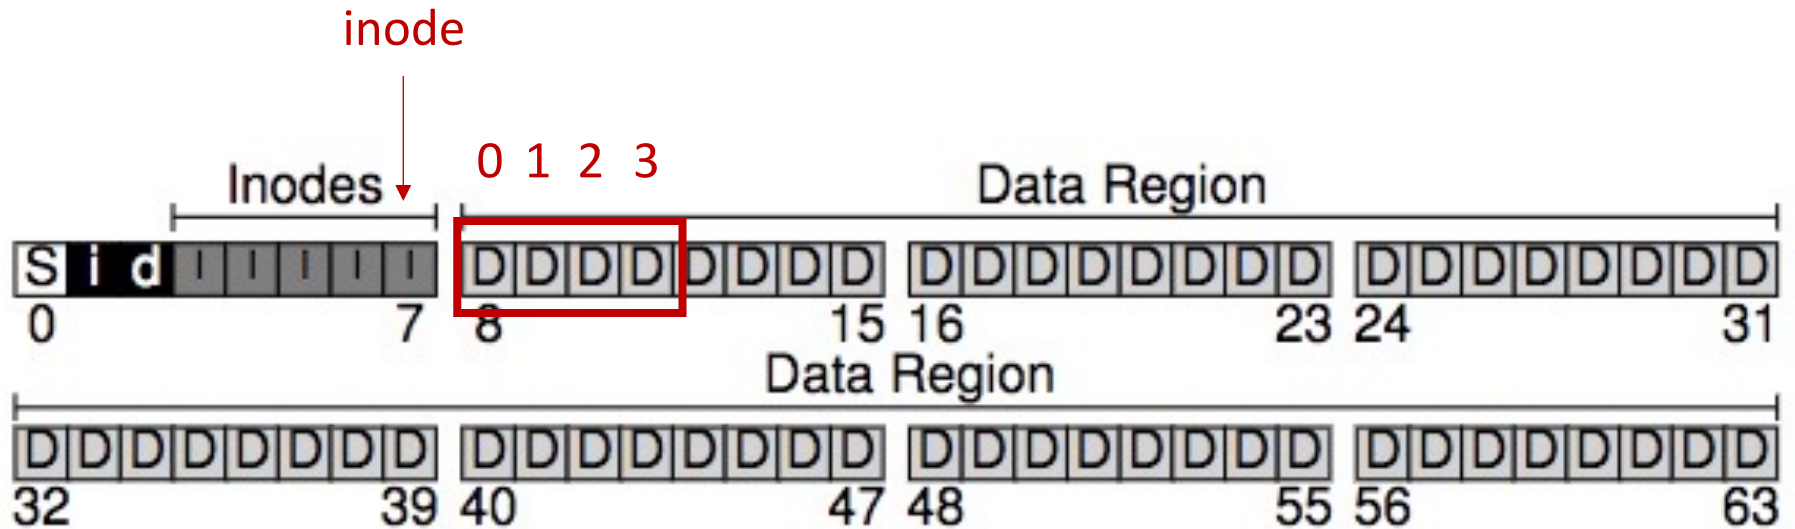 inode
0 1 2 3
Inodes Data Region
S i d I I I I I D D D D D D D D D D D D D D D D D D D D D D D D
0 7 8 15 16 23 24 31
Data Region
D D D D D D D D D D D D D D D D D D D D D D D D D D D D D D D D
32 39 40 47 48 55 56 63